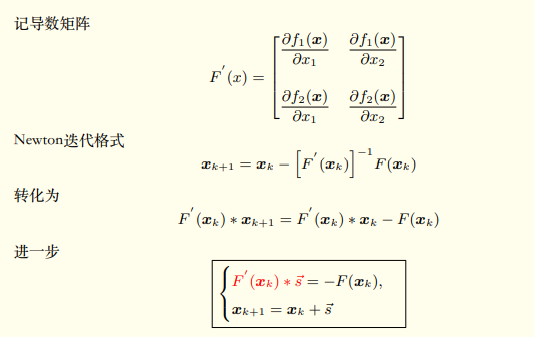 记导数矩阵
$F^{'}(x) = \begin{bmatrix} \dfrac{\partial f_1(\boldsymbol{x})}{\partial x_1} & \dfrac{\partial f_1(\boldsymbol{x})}{\partial x_2} \\ \dfrac{\partial f_2(\boldsymbol{x})}{\partial x_1} & \dfrac{\partial f_2(\boldsymbol{x})}{\partial x_2} \end{bmatrix}$
Newton迭代格式
$\boldsymbol{x}_{k+1} = \boldsymbol{x}_k - \left[F^{'}(\boldsymbol{x}_k)\right]^{-1} F(\boldsymbol{x}_k)$
转化为
$F^{'}(\boldsymbol{x}_k) * \boldsymbol{x}_{k+1} = F^{'}(\boldsymbol{x}_k) * \boldsymbol{x}_k - F(\boldsymbol{x}_k)$
进一步
$\begin{cases} F^{'}(\boldsymbol{x}_k) * \vec{s} = -F(\boldsymbol{x}_k), \\ \boldsymbol{x}_{k+1} = \boldsymbol{x}_k + \vec{s} \end{cases}$